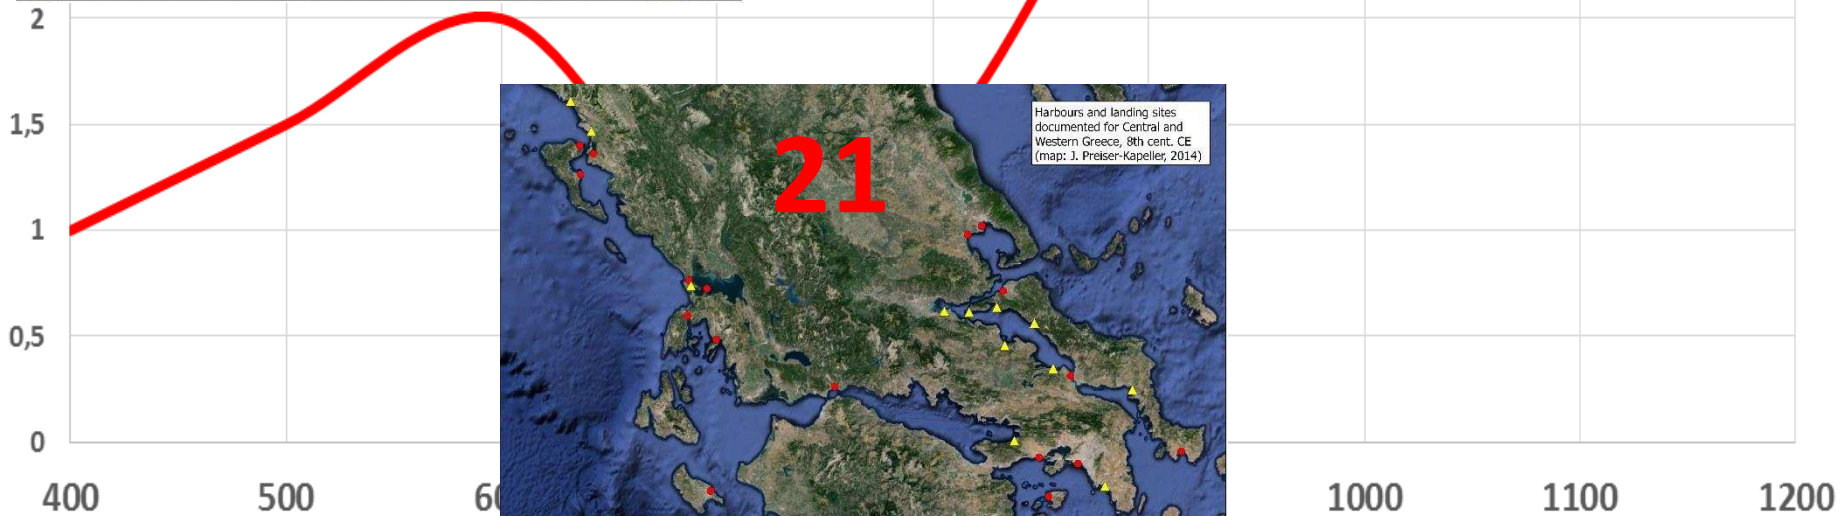 2
1,5
1
0,5
0
Harbours and landing sites
documented for Central and
Western Greece, 8th cent. CE
(map: J. Preiser-Kapeller, 2014)
21
400 500 1000 1100 1200